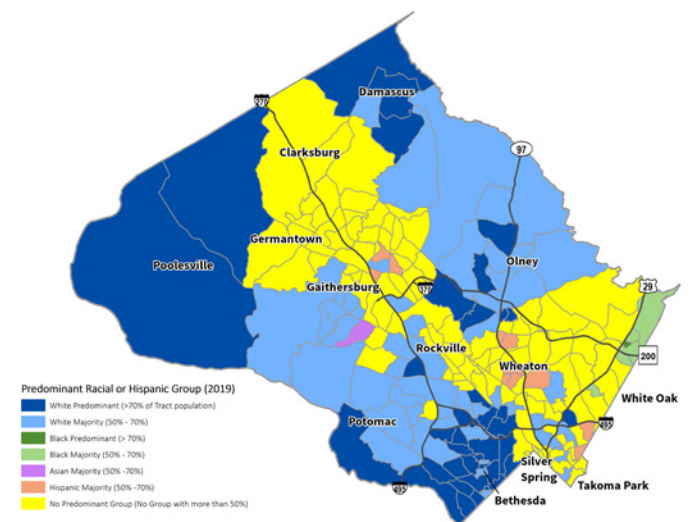 Damascus
270
Clarksburg
97
Germantown
Poolesville
Olney
Gaithersburg
370
29
Rockville
200
Wheaton
White Oak
Potomac
495
Silver
Spring
Takoma Park
495
Bethesda
Predominant Racial or Hispanic Group (2019)
White Predominant (>70% of Tract population)
White Majority (50% - 70%)
Black Predominant (> 70%)
Black Majority (50% - 70%)
Asian Majority (50% -70%)
Hispanic Majority (50% -70%)
No Predominant Group (No Group with more than 50%)